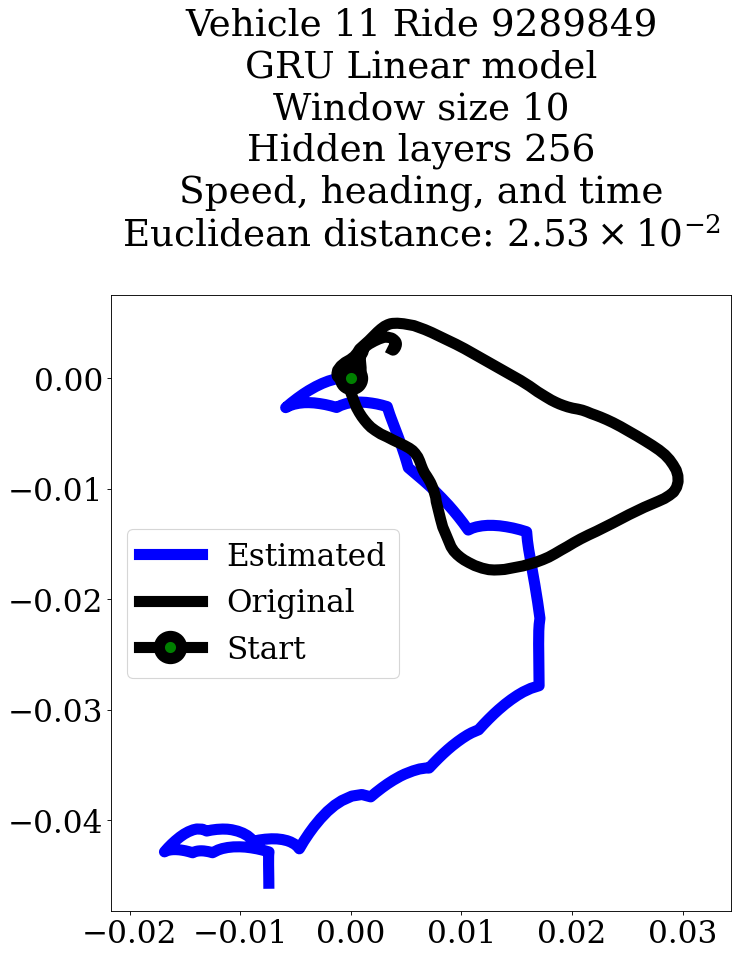 Vehicle 11 Ride 9289849
GRU Linear model
Window size 10
Hidden layers 256
Speed, heading, and time
Euclidean distance: 2.53 × 10⁻²
0.00
−0.01
−0.02
−0.03
−0.04
Estimated
Original
Start
−0.02 −0.01 0.00 0.01 0.02 0.03